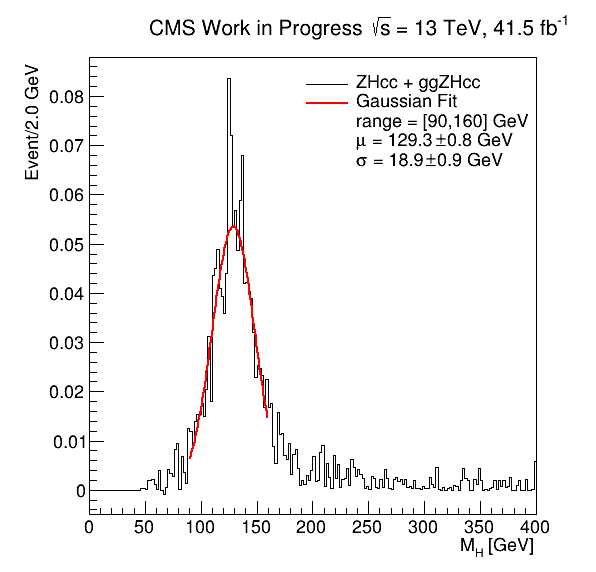 CMS Work in Progress √s = 13 TeV, 41.5 fb⁻¹
Event/2.0 GeV
ZHcc + ggZHcc
Gaussian Fit
range = [90,160] GeV
μ = 129.3±0.8 GeV
σ = 18.9±0.9 GeV
0.08
0.07
0.06
0.05
0.04
0.03
0.02
0.01
0
0 50 100 150 200 250 300 350 400
M_H [GeV]